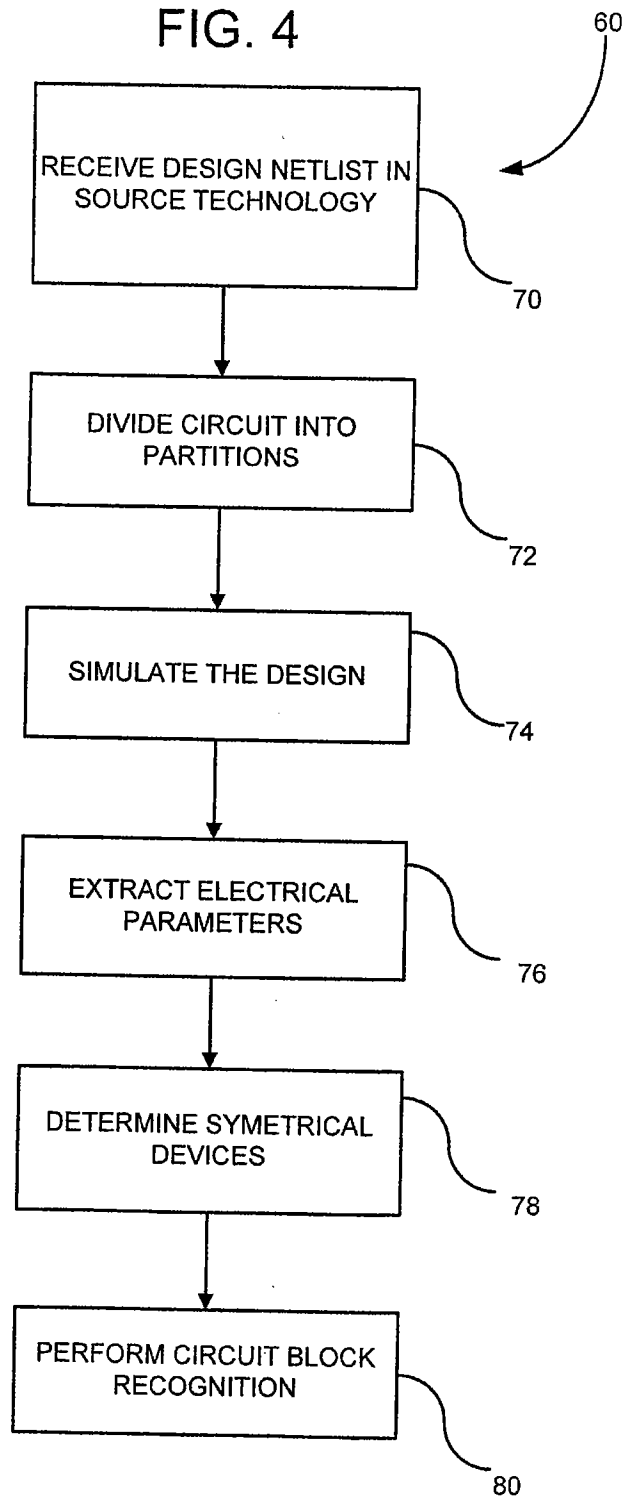 FIG. 4
60
RECEIVE DESIGN NETLIST IN
SOURCE TECHNOLOGY
70
DIVIDE CIRCUIT INTO
PARTITIONS
72
SIMULATE THE DESIGN
74
EXTRACT ELECTRICAL
PARAMETERS
76
DETERMINE SYMETRICAL
DEVICES
78
PERFORM CIRCUIT BLOCK
RECOGNITION
80